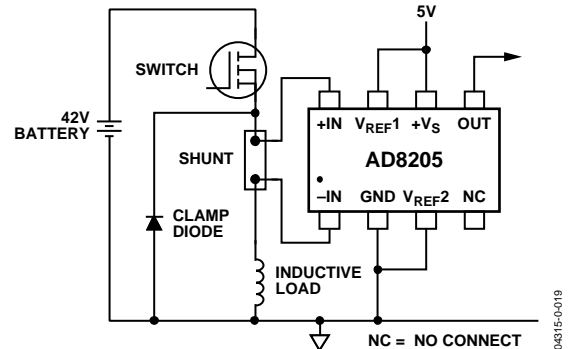 5V
SWITCH
42V
BATTERY
+IN VREF1 +VS OUT
SHUNT
AD8205
–IN GND VREF2 NC
CLAMP
DIODE
INDUCTIVE
LOAD
NC = NO CONNECT
04315-0-019